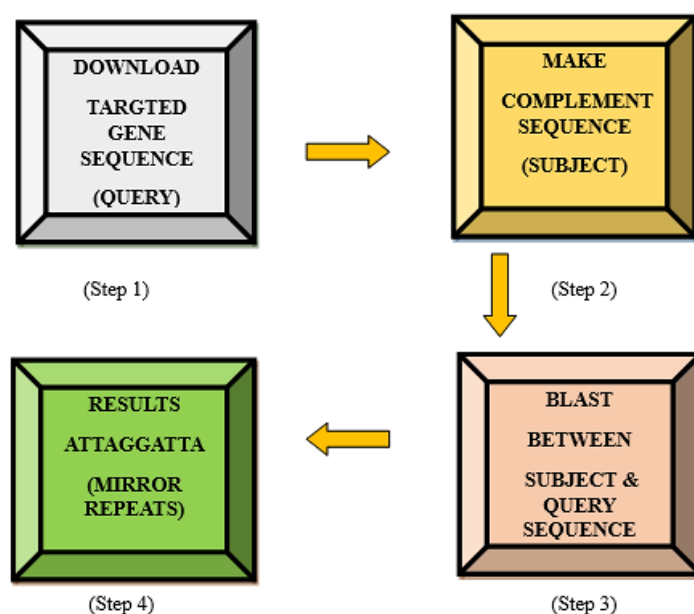 DOWNLOAD
TARGTED
GENE
SEQUENCE
(QUERY)
(Step 1)
MAKE
COMPLEMENT
SEQUENCE
(SUBJECT)
(Step 2)
BLAST
BETWEEN
SUBJECT &
QUERY
SEQUENCE
(Step 3)
RESULTS
ATTAGGATTA
(MIRROR
REPEATS)
(Step 4)